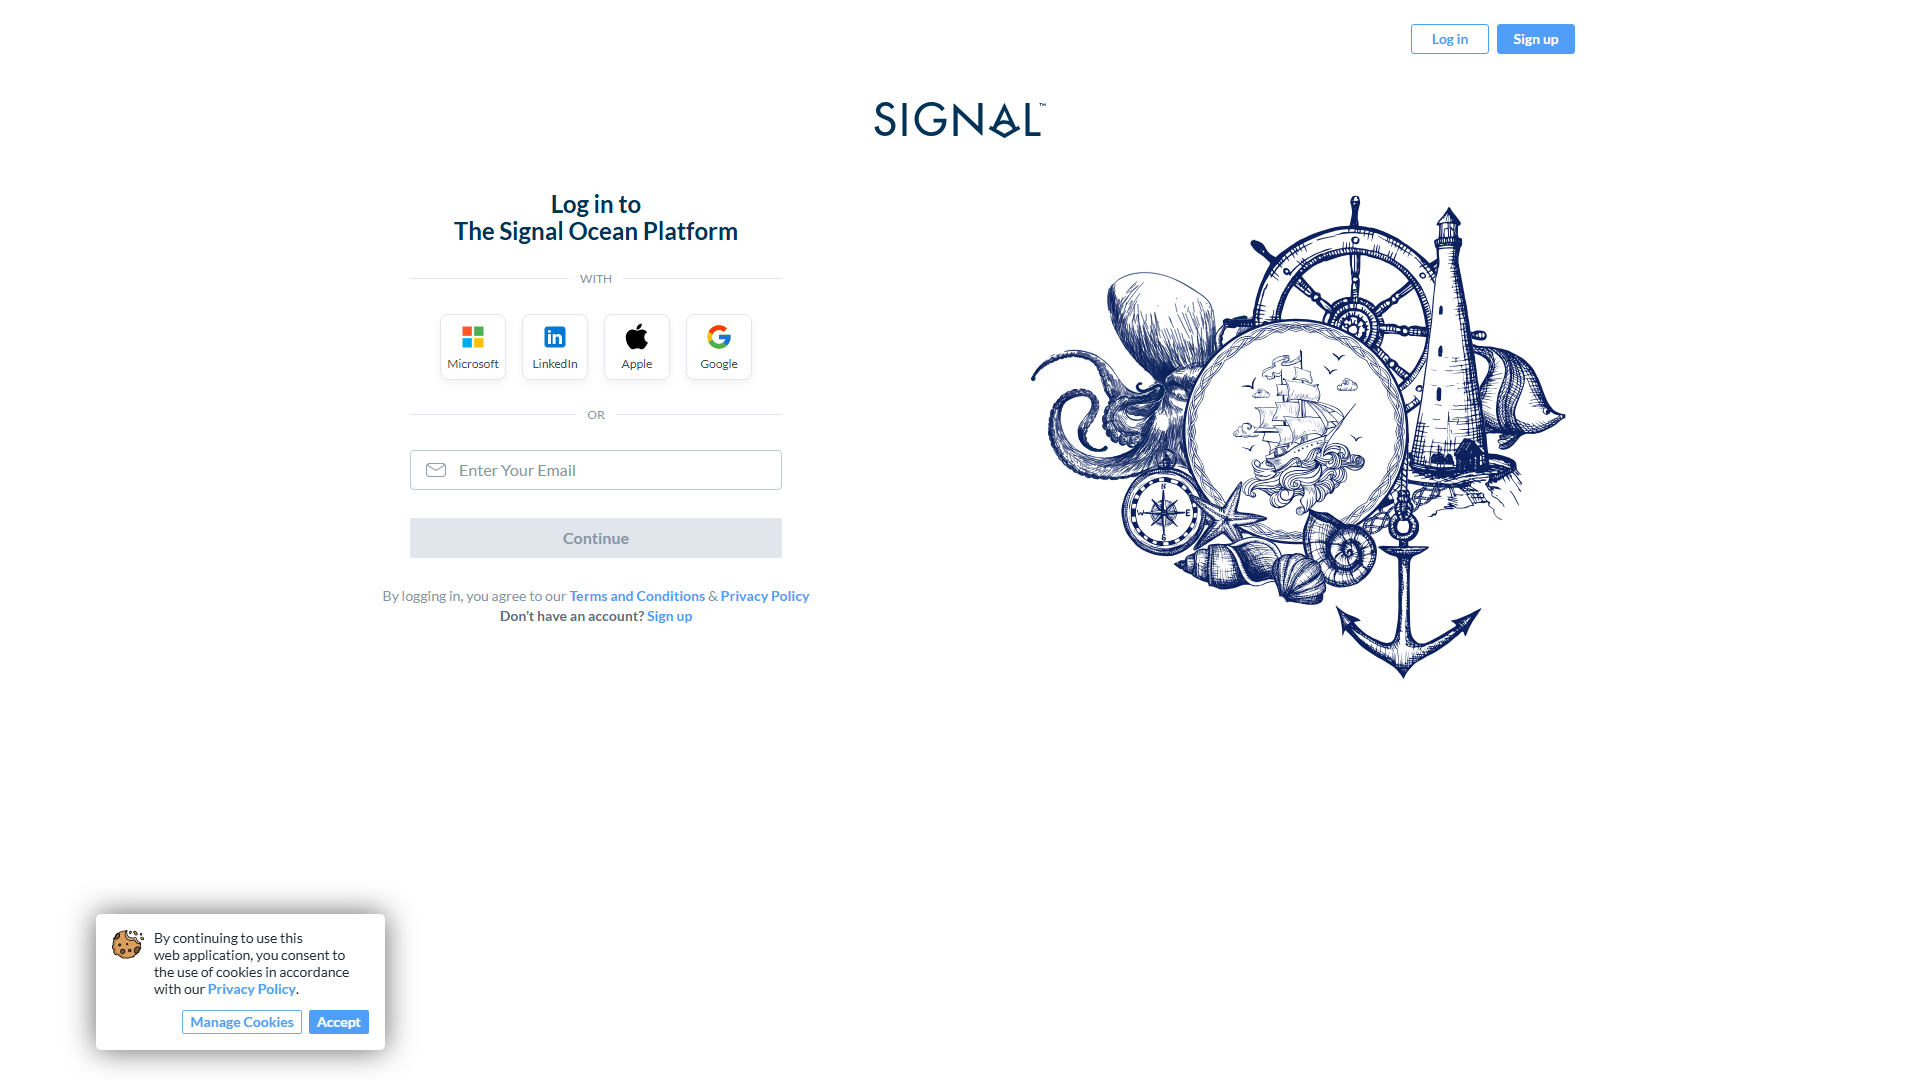 Log in
Sign up
SIGNAL™
Log in to
The Signal Ocean Platform
WITH
Microsoft
LinkedIn
Apple
Google
OR
Enter Your Email
Continue
By logging in, you agree to our Terms and Conditions & Privacy Policy
Don't have an account? Sign up
N
W
E
S
By continuing to use this
web application, you consent to
the use of cookies in accordance
with our Privacy Policy.
Manage Cookies
Accept